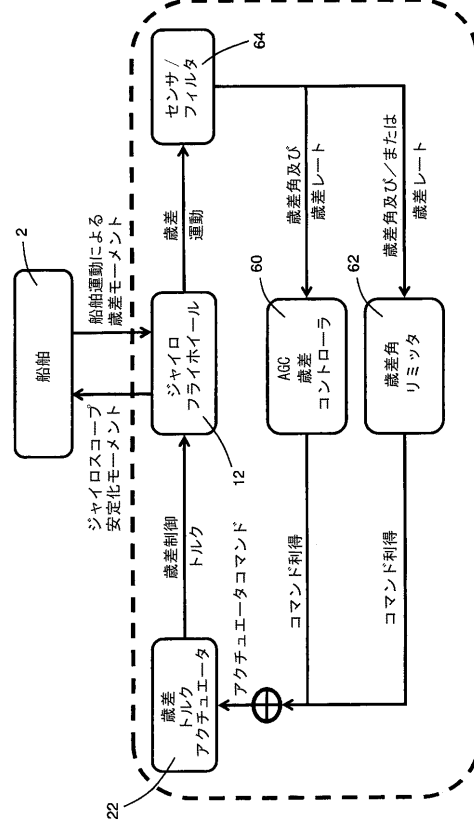 2
船舶
ジャイロスコープ
安定化モーメント
船舶運動による
歳差モーメント
22
歳差
トルク
アクチュエータ
歳差制御
トルク
ジャイロ
フライホイール
12
歳差
運動
センサ/
フィルタ
64
アクチュエータコマンド
コマンド利得
60
AGC
歳差
コントローラ
歳差角及び
歳差レート
コマンド利得
62
歳差角
リミッタ
歳差角及び/または
歳差レート